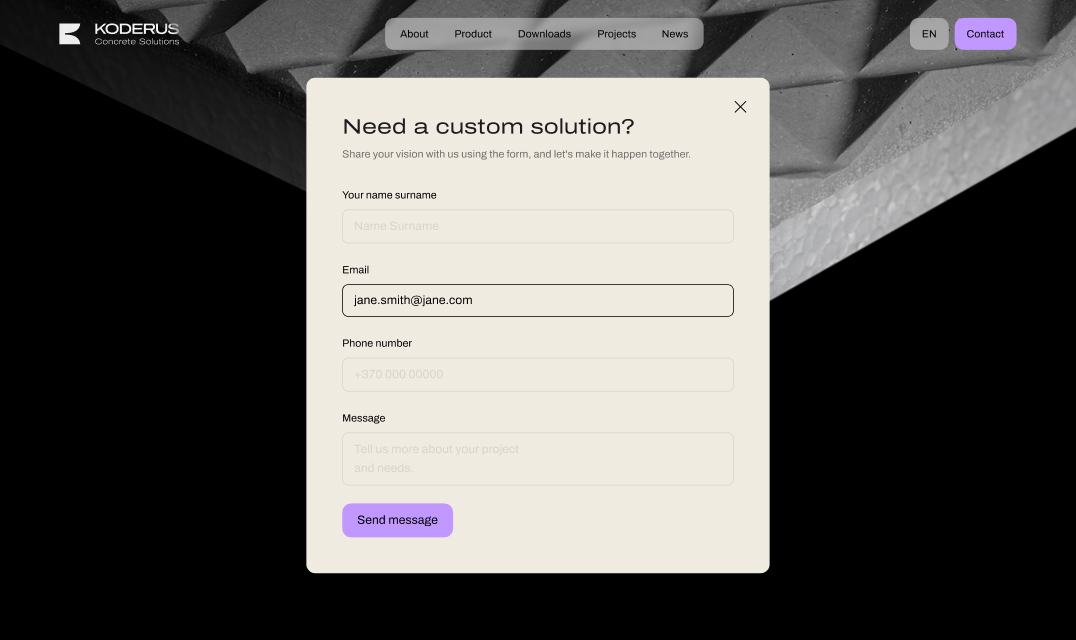 KODERUS
Concrete Solutions
About Product Downloads Projects News
EN Contact
Need a custom solution?
Share your vision with us using the form, and let's make it happen together.
Your name surname
Name Surname
Email
jane.smith@jane.com
Phone number
+370 000 00000
Message
Tell us more about your project
and needs.
Send message